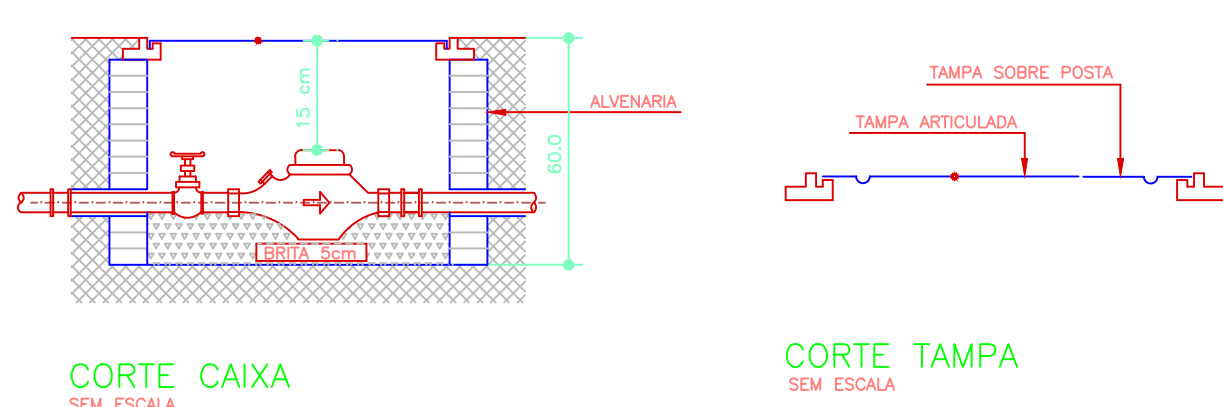 15 cm
ALVENARIA
60.0
BRITA 5cm
CORTE CAIXA
SEM ESCALA
TAMPA SOBRE POSTA
TAMPA ARTICULADA
CORTE TAMPA
SEM ESCALA